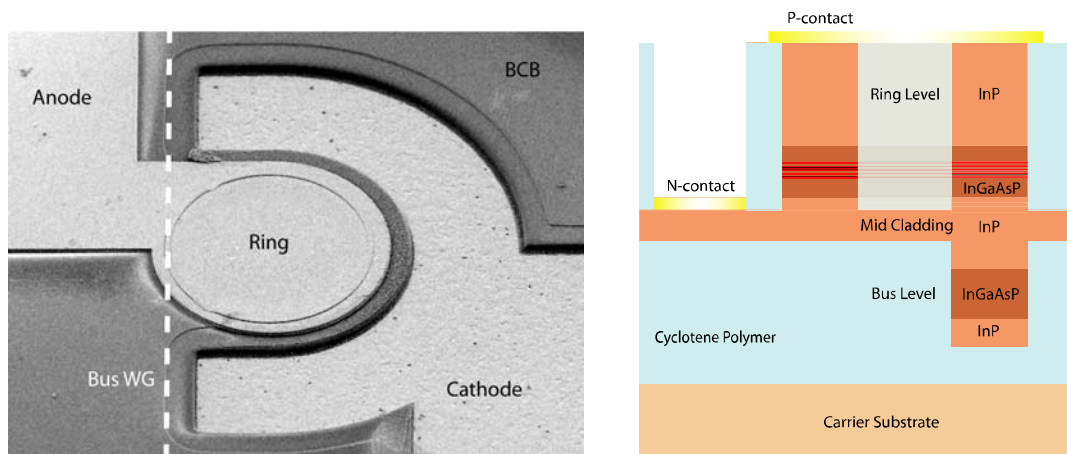 Anode
BCB
Ring
Bus WG
Cathode
P-contact
Ring Level
InP
N-contact
InGaAsP
Mid Cladding
InP
Bus Level
InGaAsP
InP
Cyclotene Polymer
Carrier Substrate